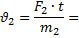 ϑ₂ = F₂ · t / m₂ =